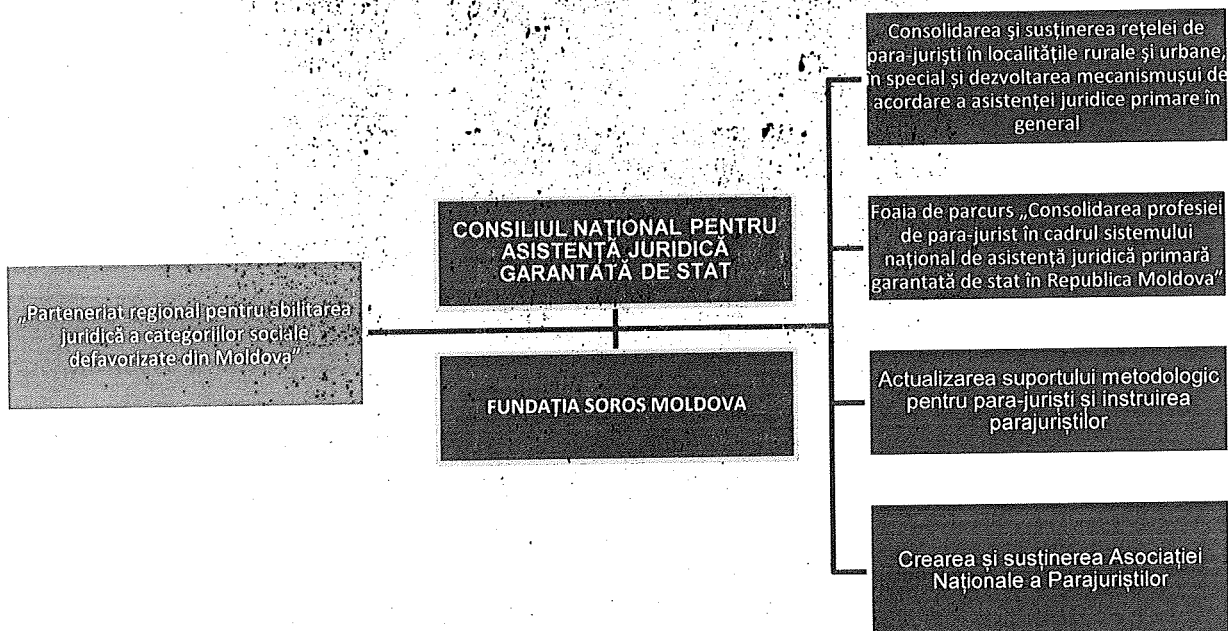 „Parteneriat regional pentru abilitarea
juridică a categoriilor sociale
defavorizate din Moldova"
CONSILIUL NAȚIONAL PENTRU
ASISTENȚĂ JURIDICĂ
GARANTATĂ DE STAT
FUNDAȚIA SOROS MOLDOVA
Consolidarea și susținerea rețelei de
para-juriști în localitățile rurale și urbane,
în special și dezvoltarea mecanismușui de
acordare a asistenței juridice primare în
general
Foaia de parcurs „Consolidarea profesiei
de para-jurist în cadrul sistemului
național de asistență juridică primară
garantată de stat în Republica Moldova"
Actualizarea suportului metodologic
pentru para-juriști și instruirea
parajuriștilor
Crearea și susținerea Asociației
Naționale a Parajuriștilor